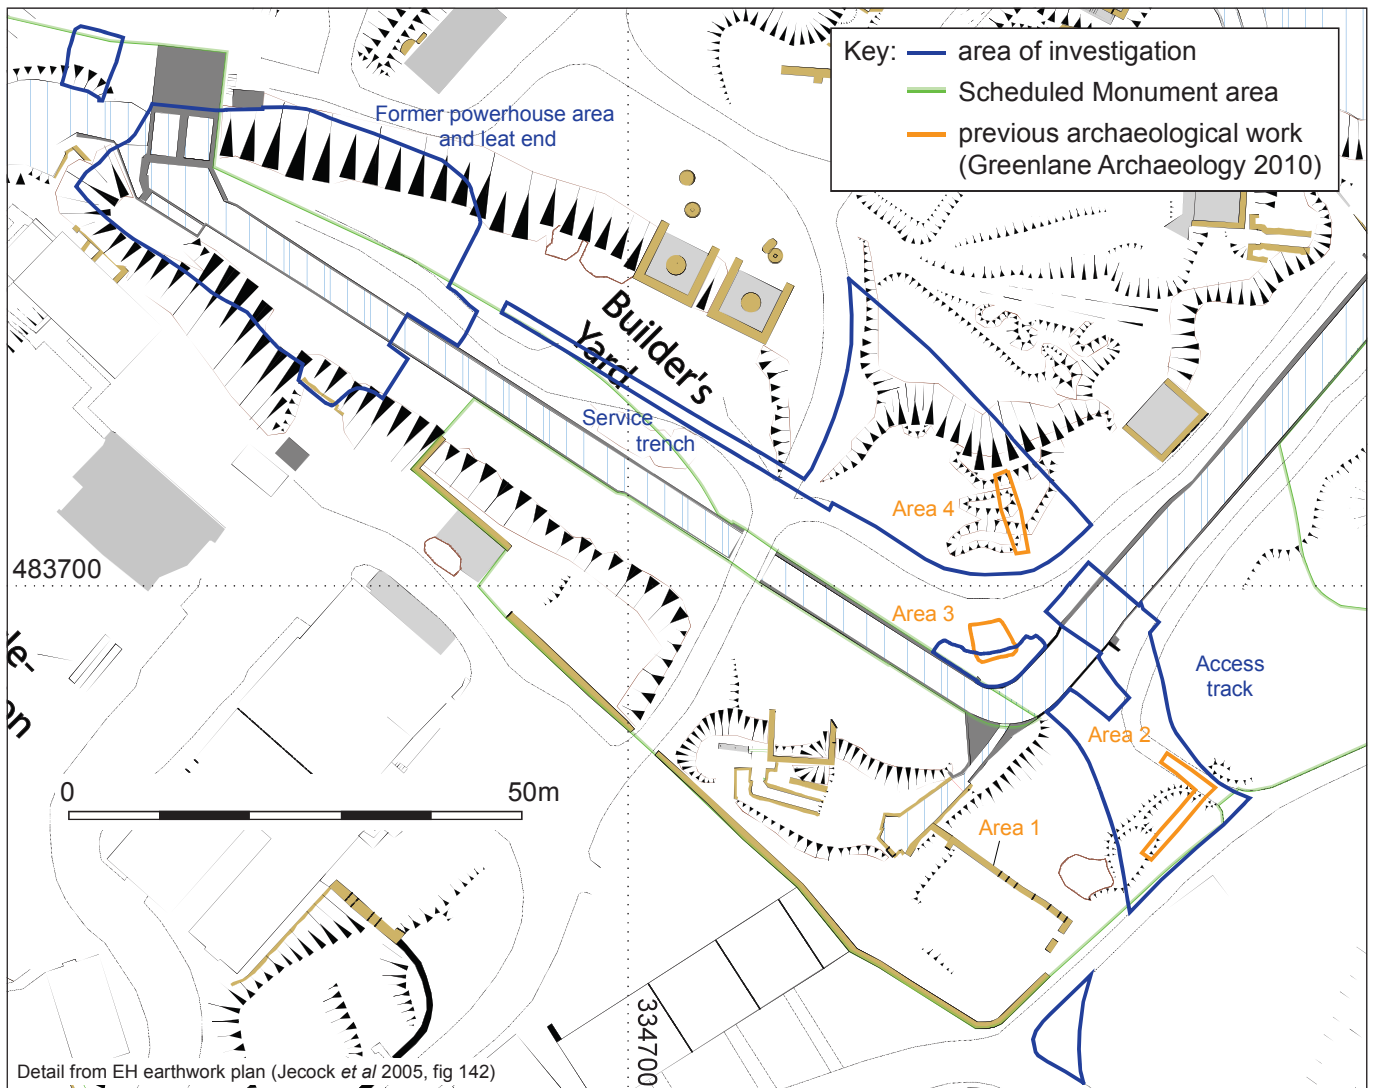 Key:
area of investigation
Scheduled Monument area
previous archaeological work
(Greenlane Archaeology 2010)
Former powerhouse area
and leat end
Builder's
Yard
Service
trench
Area 4
483700
Area 3
Access
track
Area 2
Area 1
0
50m
334700
Detail from EH earthwork plan (Jecock et al 2005, fig 142)